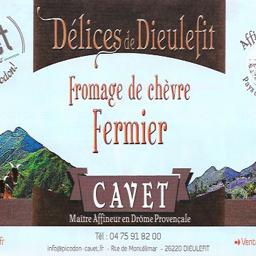 Délices de Dieulefit
Affin
Fromage de chèvre
Fermier
CAVET
Maître Affineur en Drôme Provençale
Tél : 04 75 91 82 00
info@picodon-cavet.fr - Rte de Montélimar - 26220 DIEULEFIT